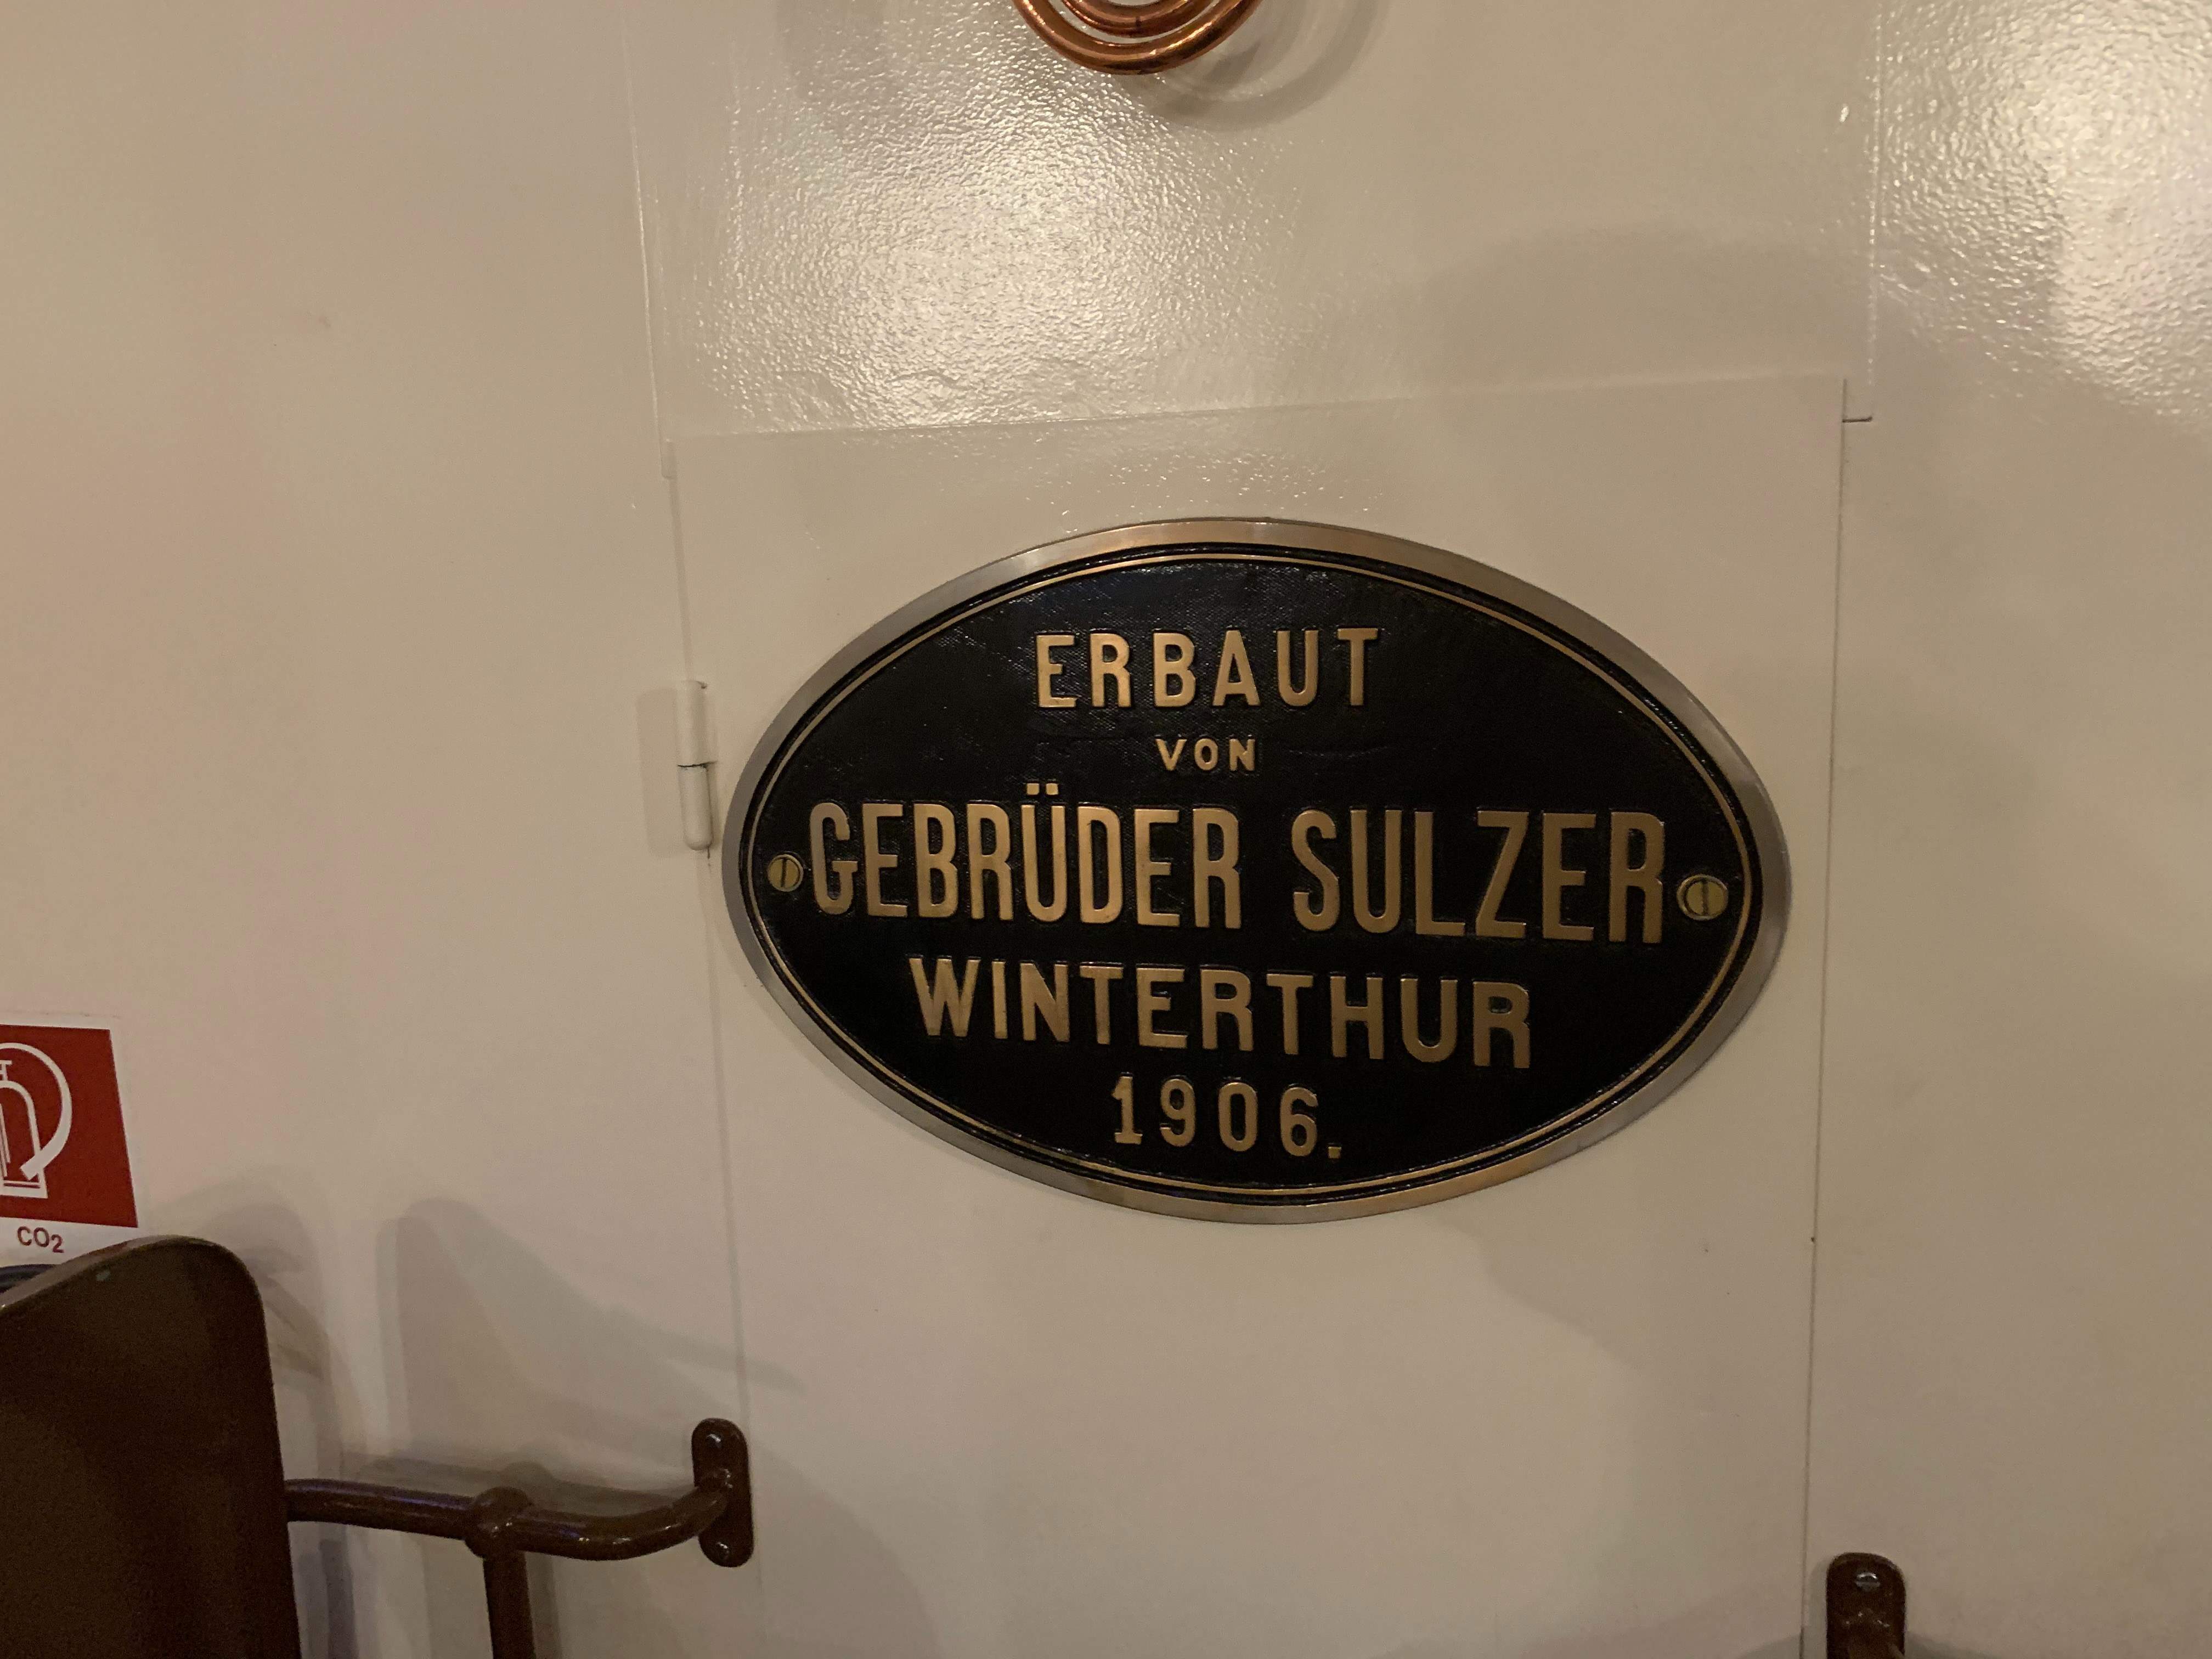 ERBAUT
VON
GEBRÜDER SULZER
WINTERTHUR
1906.
CO2